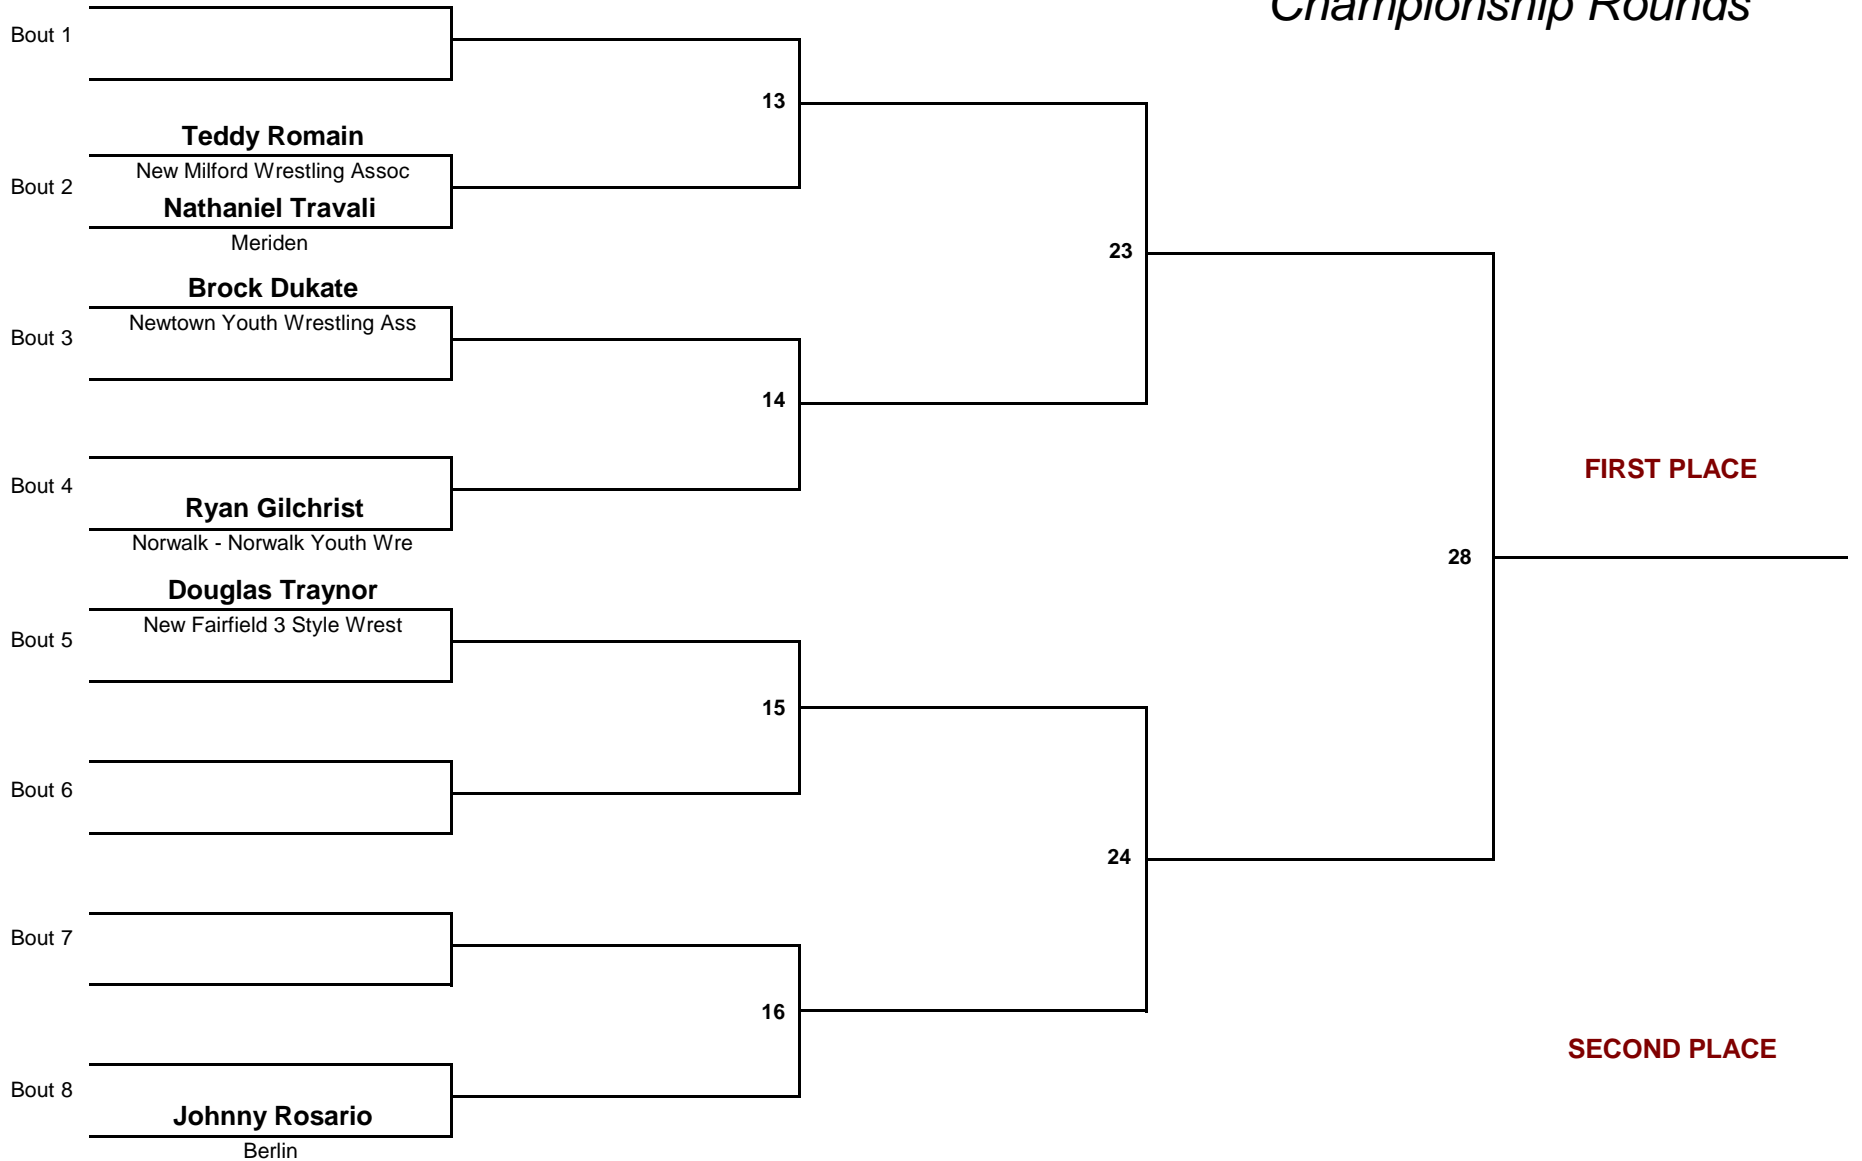 Championship Rounds
Bout 1
13
Teddy Romain
New Milford Wrestling Assoc
Bout 2
Nathaniel Travali
Meriden
23
Brock Dukate
Newtown Youth Wrestling Ass
Bout 3
14
FIRST PLACE
Bout 4
Ryan Gilchrist
Norwalk - Norwalk Youth Wre
28
Douglas Traynor
New Fairfield 3 Style Wrest
Bout 5
15
Bout 6
24
Bout 7
16
SECOND PLACE
Bout 8
Johnny Rosario
Berlin